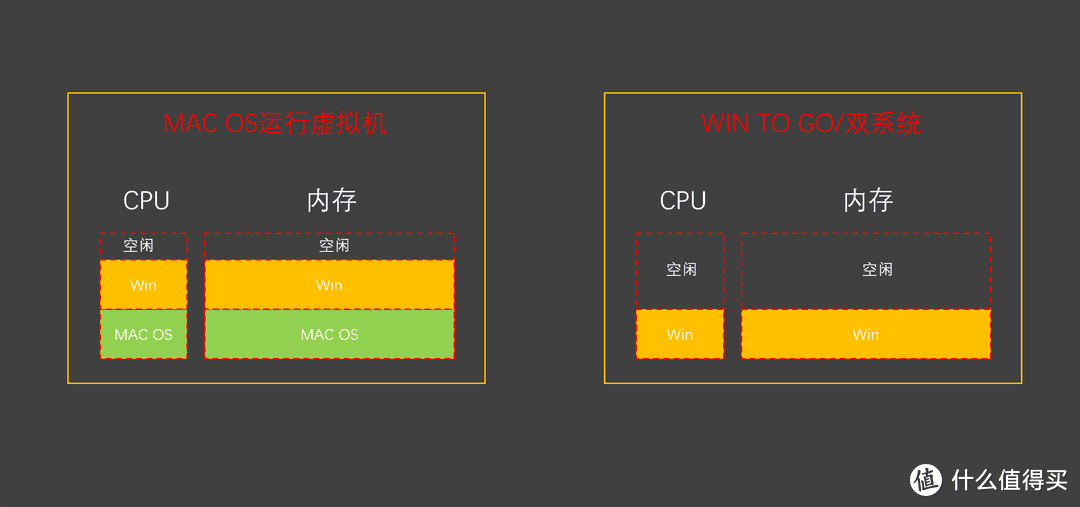 MAC OS运行虚拟机
CPU 内存
空闲 空闲
Win Win
MAC OS MAC OS
WIN TO GO/双系统
CPU 内存
空闲 空闲
Win Win
值 什么值得买